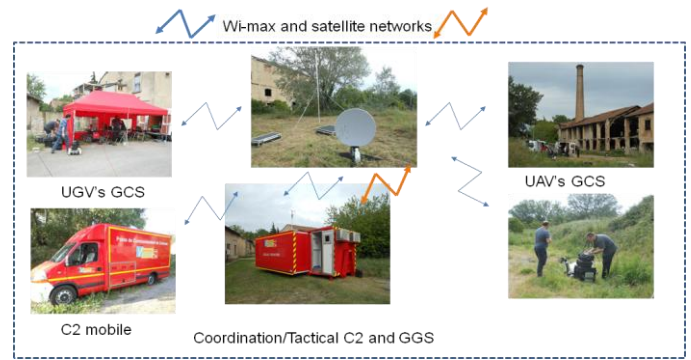 Wi-max and satellite networks
UGV's GCS
UAV's GCS
C2 mobile
Coordination/Tactical C2 and GGS